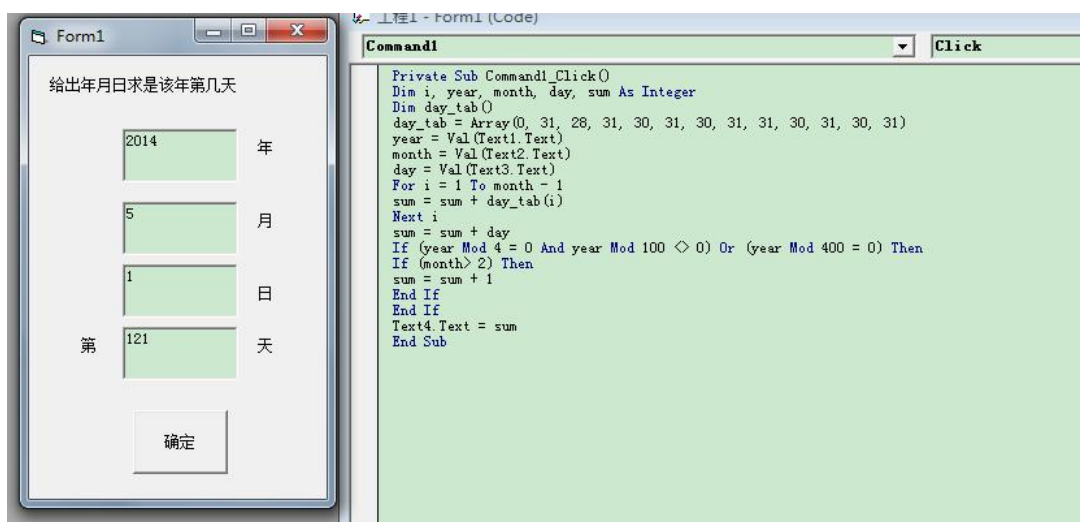 Form1
给出年月日求是该年第几天
2014 年
5 月
1 日
第 121 天
确定
工程1 - Form1 (Code)
Command1 Click
Private Sub Command1_Click()
Dim i, year, month, day, sum As Integer
Dim day_tab()
day_tab = Array(0, 31, 28, 31, 30, 31, 30, 31, 31, 30, 31, 30, 31)
year = Val(Text1.Text)
month = Val(Text2.Text)
day = Val(Text3.Text)
For i = 1 To month - 1
sum = sum + day_tab(i)
Next i
sum = sum + day
If (year Mod 4 = 0 And year Mod 100 <> 0) Or (year Mod 400 = 0) Then
If (month> 2) Then
sum = sum + 1
End If
End If
Text4.Text = sum
End Sub